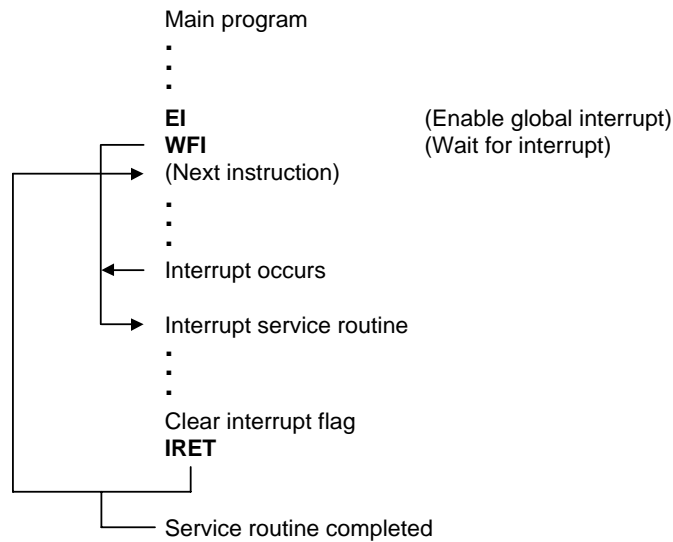 Main program
EI (Enable global interrupt)
WFI (Wait for interrupt)
(Next instruction)
Interrupt occurs
Interrupt service routine
Clear interrupt flag
IRET
Service routine completed